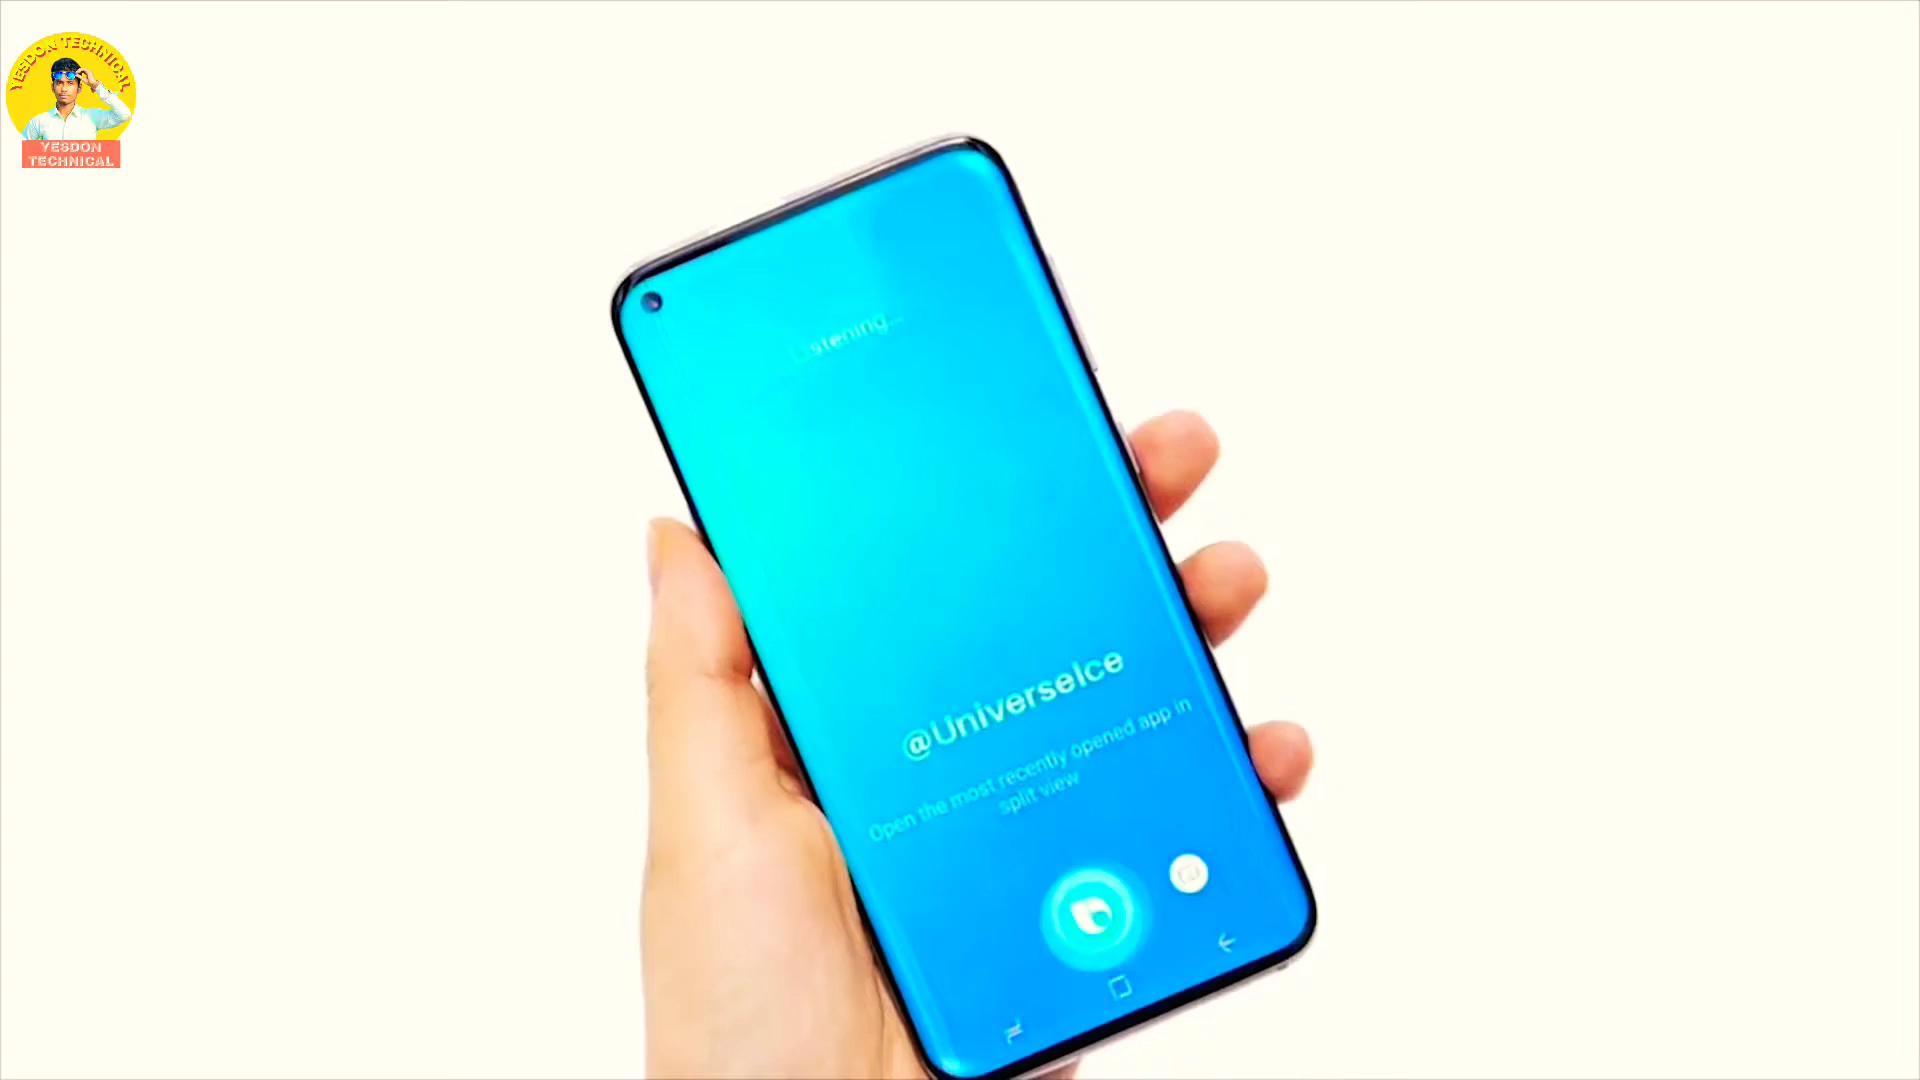 YESDON TECHNICAL
YESDON
TECHNICAL
Listening...
@UniverseIce
Open the most recently opened app in
split view